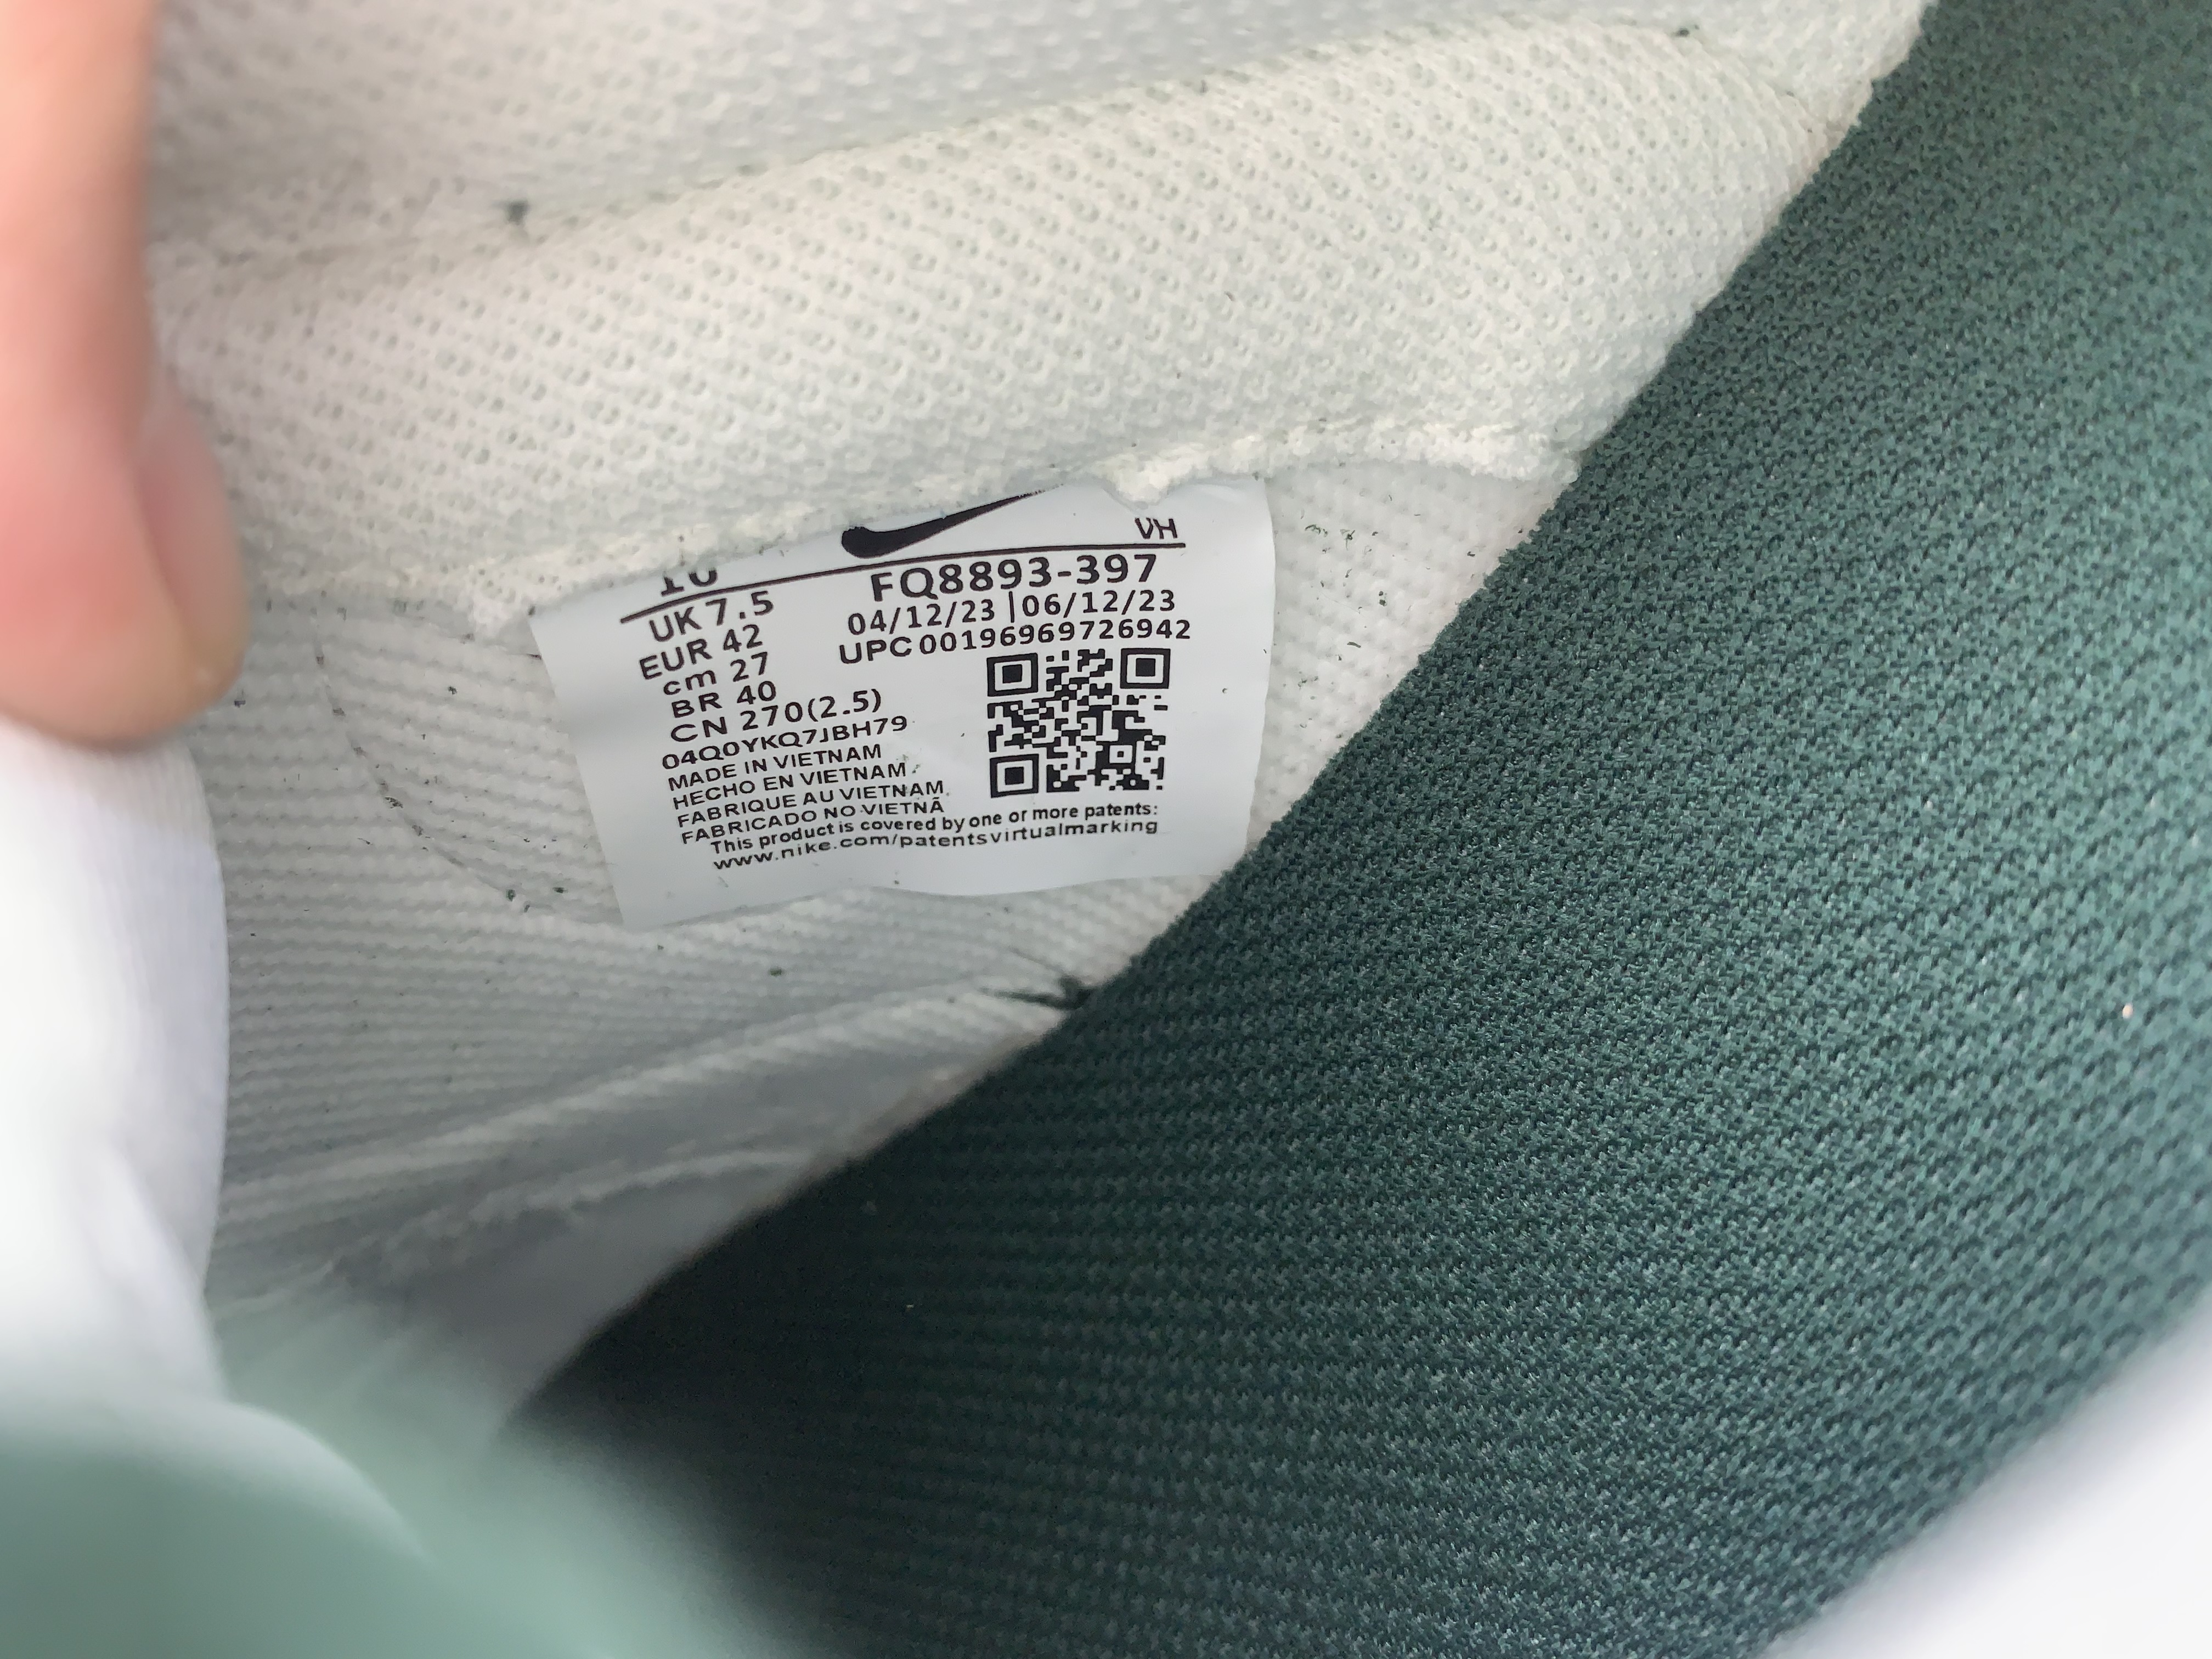 VH
10
FQ8893-397
UK 7.5
04/12/23 | 06/12/23
EUR 42
UPC 00196969726942
cm 27
BR 40
CN 270(2.5)
04Q0YKQ7JBH79
MADE IN VIETNAM
HECHO EN VIETNAM
FABRIQUE AU VIETNAM
FABRICADO NO VIETNÃ
This product is covered by one or more patents:
www.nike.com/patentsvirtualmarking